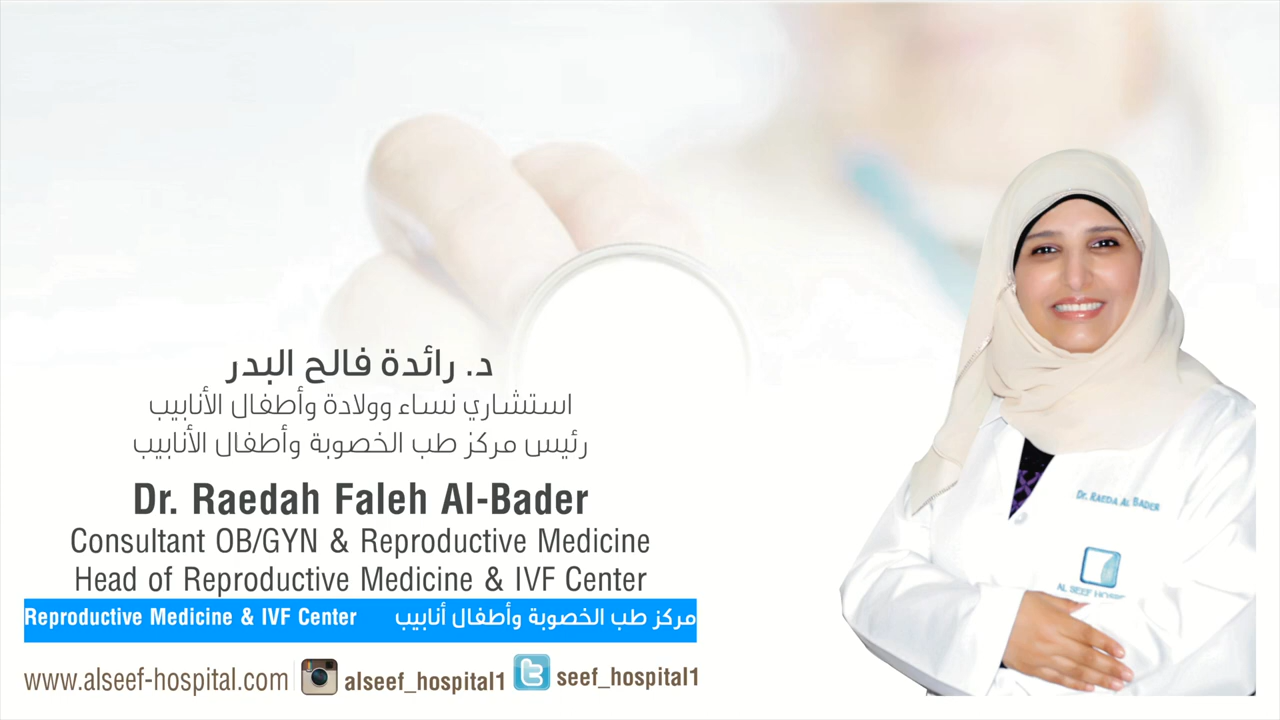 د. رائدة فالح البدر
استشاري نساء وولادة وأطفال الأنابيب
رئيس مركز طب الخصوبة وأطفال الأنابيب
Dr. Raedah Faleh Al-Bader
Consultant OB/GYN & Reproductive Medicine
Head of Reproductive Medicine & IVF Center
Reproductive Medicine & IVF Center مركز طب الخصوبة وأطفال أنابيب
www.alseef-hospital.com alseef_hospital1 seef_hospital1
Dr. RAEDA AL BADER
AL SEEF